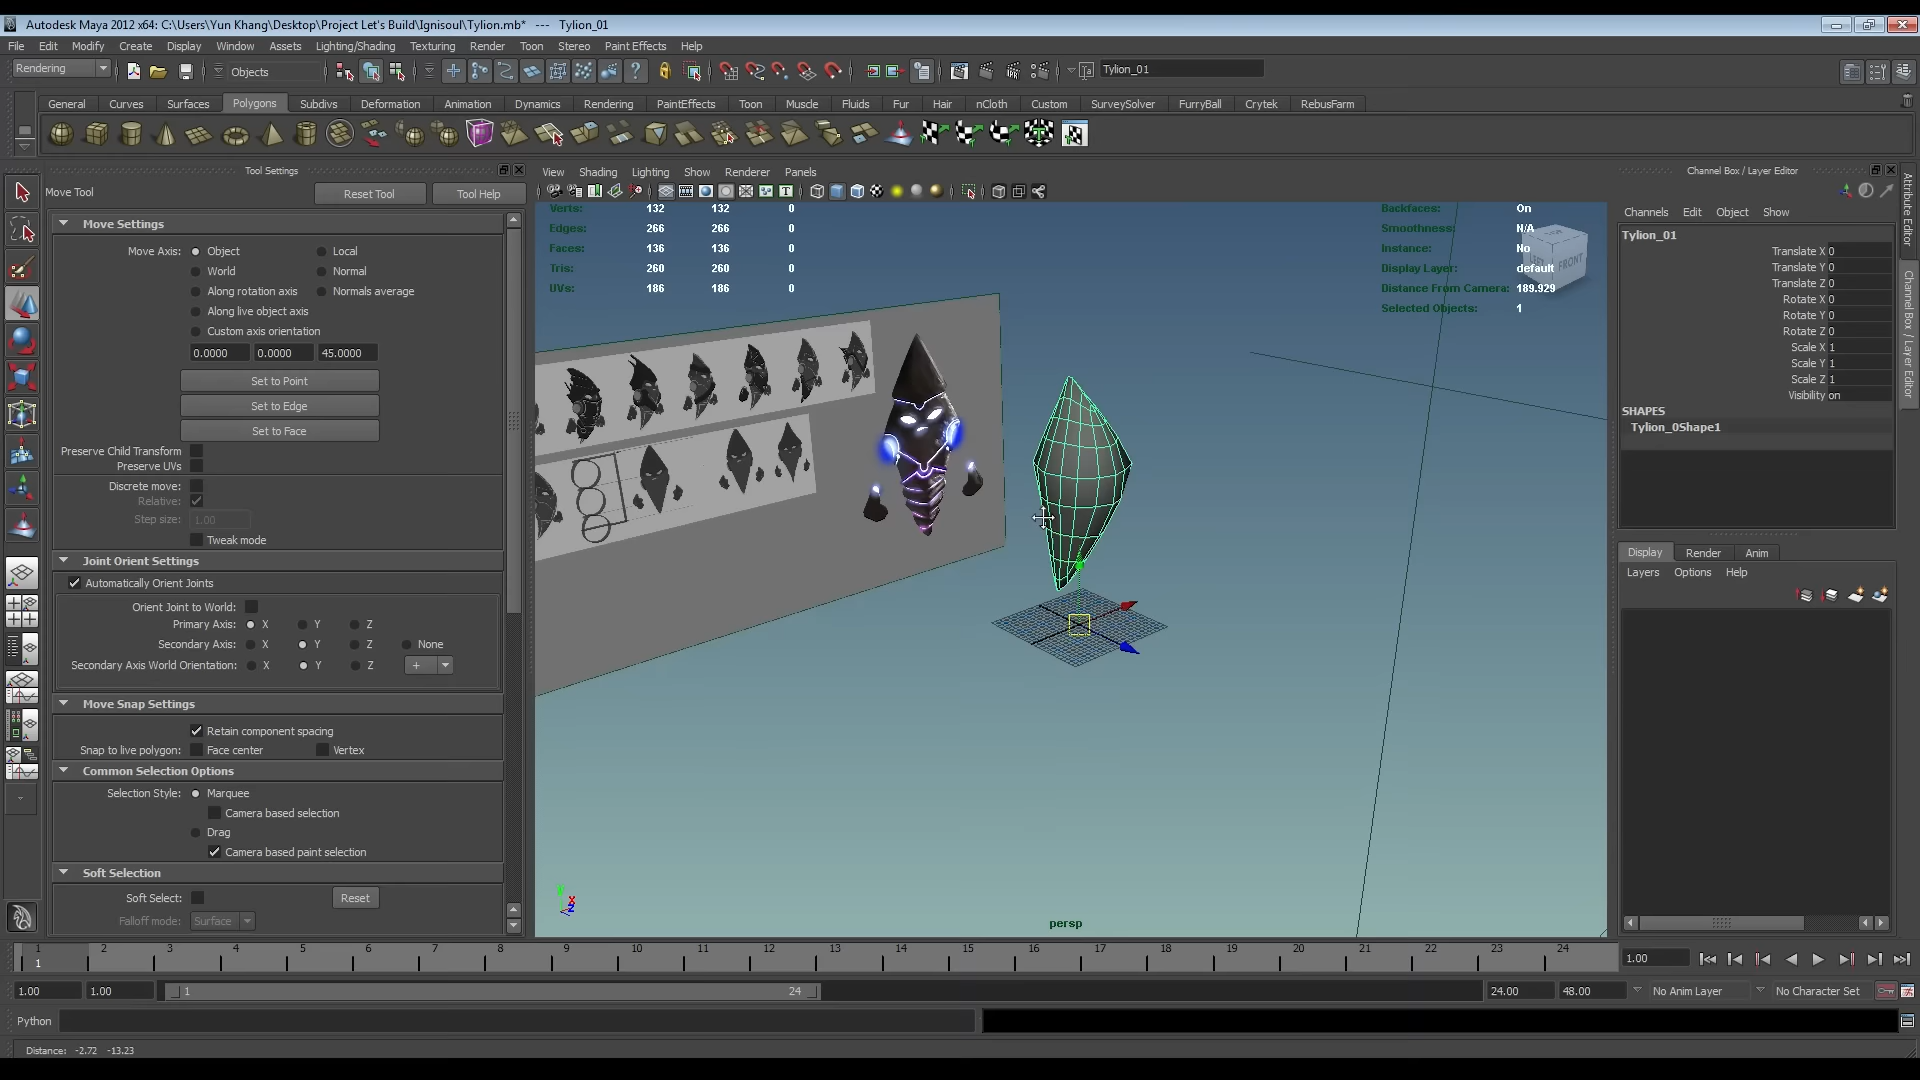 Autodesk Maya 2012 x64: C:\Users\Yun Khang\Desktop\Project Let's Build\Ignisoul\Tylion.mb* --- Tylion_01
File Edit Modify Create Display Window Assets Lighting/Shading Texturing Render Toon Stereo Paint Effects Help
Rendering Objects Tylion_01
General Curves Surfaces Polygons Subdivs Deformation Animation Dynamics Rendering PaintEffects Toon Muscle Fluids Fur Hair nCloth Custom SurveySolver FurryBall Crytek RebusFarm
Tool Settings
Move Tool Reset Tool Tool Help
Move Settings
Move Axis: Object Local
World Normal
Along rotation axis Normals average
Along live object axis
Custom axis orientation
0.0000 0.0000 45.0000
Set to Point
Set to Edge
Set to Face
Preserve Child Transform
Preserve UVs
Discrete move:
Relative:
Step size: 1.00
Tweak mode
Joint Orient Settings
Automatically Orient Joints
Orient Joint to World:
Primary Axis: X Y Z
Secondary Axis: X Y Z None
Secondary Axis World Orientation: X Y Z +
Move Snap Settings
Retain component spacing
Snap to live polygon: Face center Vertex
Common Selection Options
Selection Style: Marquee
Camera based selection
Drag
Camera based paint selection
Soft Selection
Soft Select: Reset
Falloff mode: Surface
View Shading Lighting Show Renderer Panels
Verts: 132 132 0
Edges: 266 266 0
Faces: 136 136 0
Tris: 260 260 0
UVs: 186 186 0
Backfaces: On
Smoothness: N/A
Instance: No
Display Layer: default
Distance From Camera: 189.929
Selected Objects: 1
LEFT FRONT
persp
Channel Box / Layer Editor
Channels Edit Object Show
Tylion_01
Translate X 0
Translate Y 0
Translate Z 0
Rotate X 0
Rotate Y 0
Rotate Z 0
Scale X 1
Scale Y 1
Scale Z 1
Visibility on
SHAPES
Tylion_0Shape1
Display Render Anim
Layers Options Help
Attribute Editor
Channel Box / Layer Editor
1 2 3 4 5 6 7 8 9 10 11 12 13 14 15 16 17 18 19 20 21 22 23 24
1
1.00
1.00 1.00 1 24 24.00 48.00 No Anim Layer No Character Set
Python
Distance: -2.72 -13.23